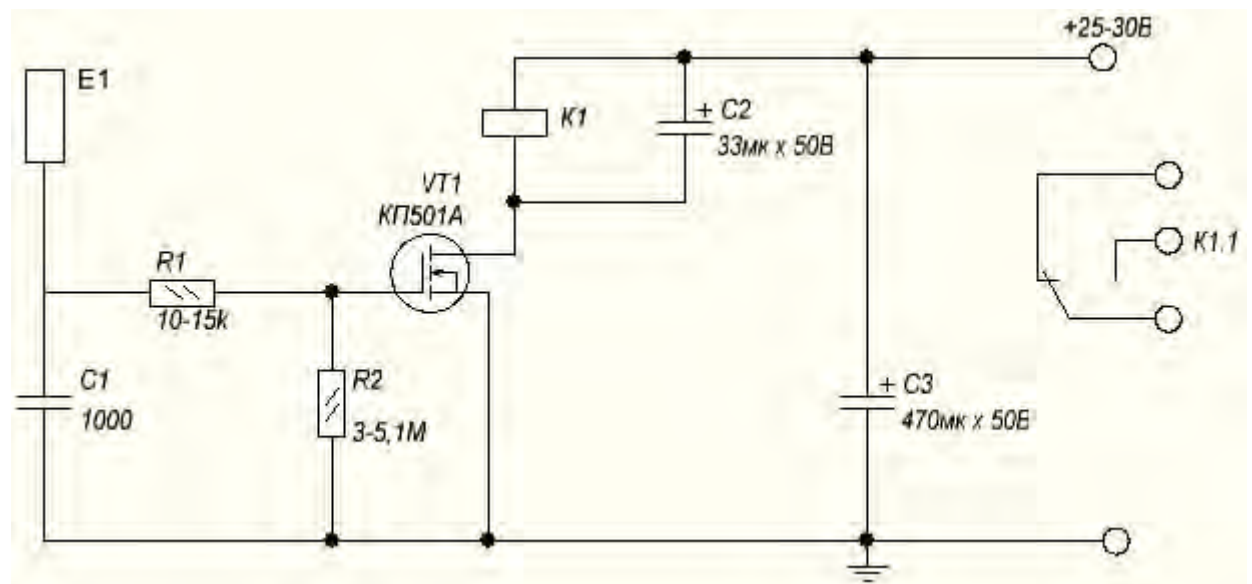 +25-30В
E1
K1
+ C2
33мк x 50В
VT1
КП501А
K1.1
R1
10-15k
C1
1000
R2
3-5,1М
+ C3
470мк x 50В